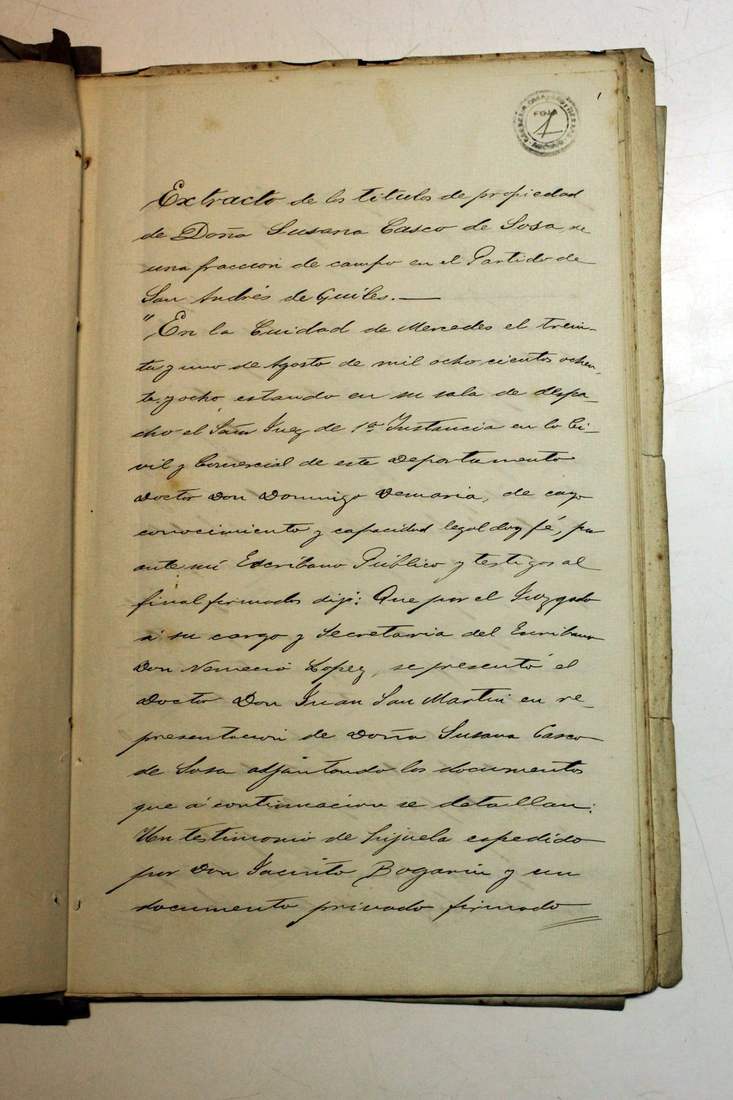 1
FOJA
1
Extracto de los titulos de propiedad
de Doña Susana Casco de Sosa de
una fraccion de campo en el Partido de
San Andrés de Guiles.—
"En la Ciudad de Mercedes el trein-
ta y uno de Agosto de mil ocho cientos ochen-
ta y ocho estando en su sala de despa-
cho el Señor Juez de 1ª Instancia en lo Ci-
vil y Comercial de este Departamento
Doctor Don Domingo Demaria, de cuyo
conocimiento y capacidad legal doy fé, por
ante mí Escribano Público y testigos al
final firmados dijo: Que por el Juzgado
a su cargo y Secretaria del Escribano
Don Nemecio Lopez, se presentó el
Doctor Don Juan San Martin en re-
presentacion de Doña Susana Casco
de Sosa adjuntando los documentos
que á continuacion se detallan:
Un testimonio de hijuela espedido
por Don Jacinto Bogarin y un
documento privado firmado